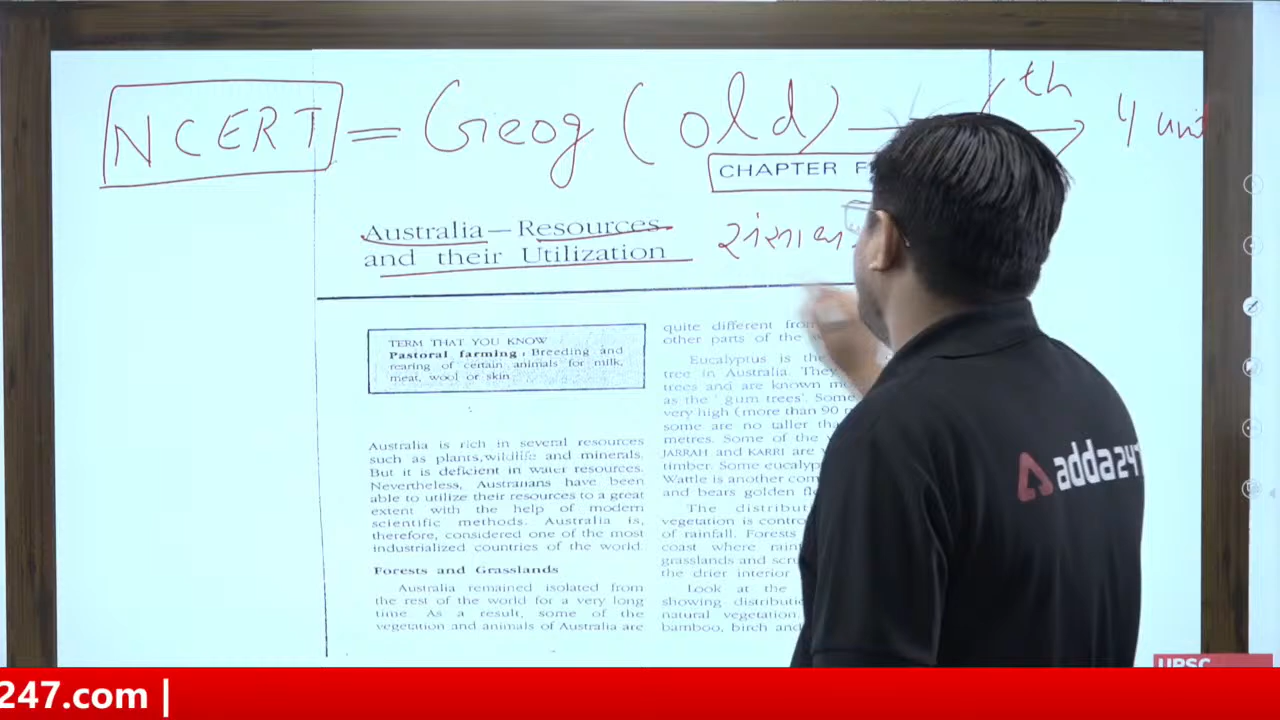 NCERT = Geog (old) → th 4 unit
CHAPTER
Australia—Resources
and their Utilization
TERM THAT YOU KNOW
Pastoral farming : Breeding and
rearing of certain animals for milk,
meat, wool or skin
Australia is rich in several resources
such as plants, wildlife and minerals.
But it is deficient in water resources.
Nevertheless, Australians have been
able to utilize their resources to a great
extent with the help of modern
scientific methods. Australia is,
therefore, considered one of the most
industrialized countries of the world.
Forests and Grasslands
Australia remained isolated from
the rest of the world for a very long
time. As a result, some of the
vegetation and animals of Australia are
quite different from
other parts of the
Eucalyptus is the
tree in Australia. They
trees and are known
as the 'gum trees'. Some
very high (more than 90
some are no taller
metres. Some of the
JARRAH and KARRI are
timber. Some
Wattle is another
and bears golden
The
vegetation is
of rainfall. Forests
coast where
grasslands and
the drier interior
Look at the
showing
natural vegetation.
bamboo, birch and
adda247
UPSC
247.com |